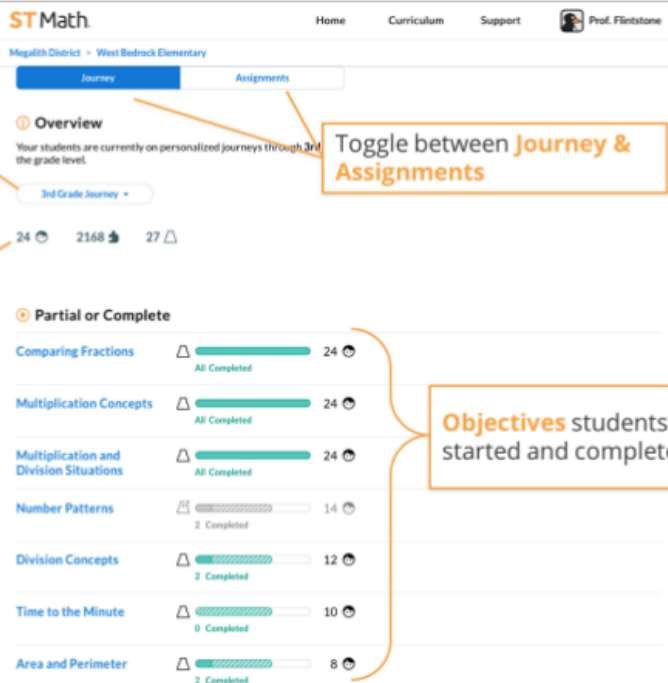 ST Math.
Home Curriculum Support Prof. Flintstone
Megalith District > West Bedrock Elementary
Journey Assignments
Overview
Your students are currently on personalized journeys through 3rd
the grade level.
Toggle between Journey &
Assignments
3rd Grade Journey
24 2168 27
Partial or Complete
Comparing Fractions 24
All Completed
Multiplication Concepts 24
All Completed
Multiplication and
Division Situations 24
All Completed
Objectives students
started and complete
Number Patterns 14
2 Completed
Division Concepts 12
2 Completed
Time to the Minute 10
0 Completed
Area and Perimeter 8
2 Completed